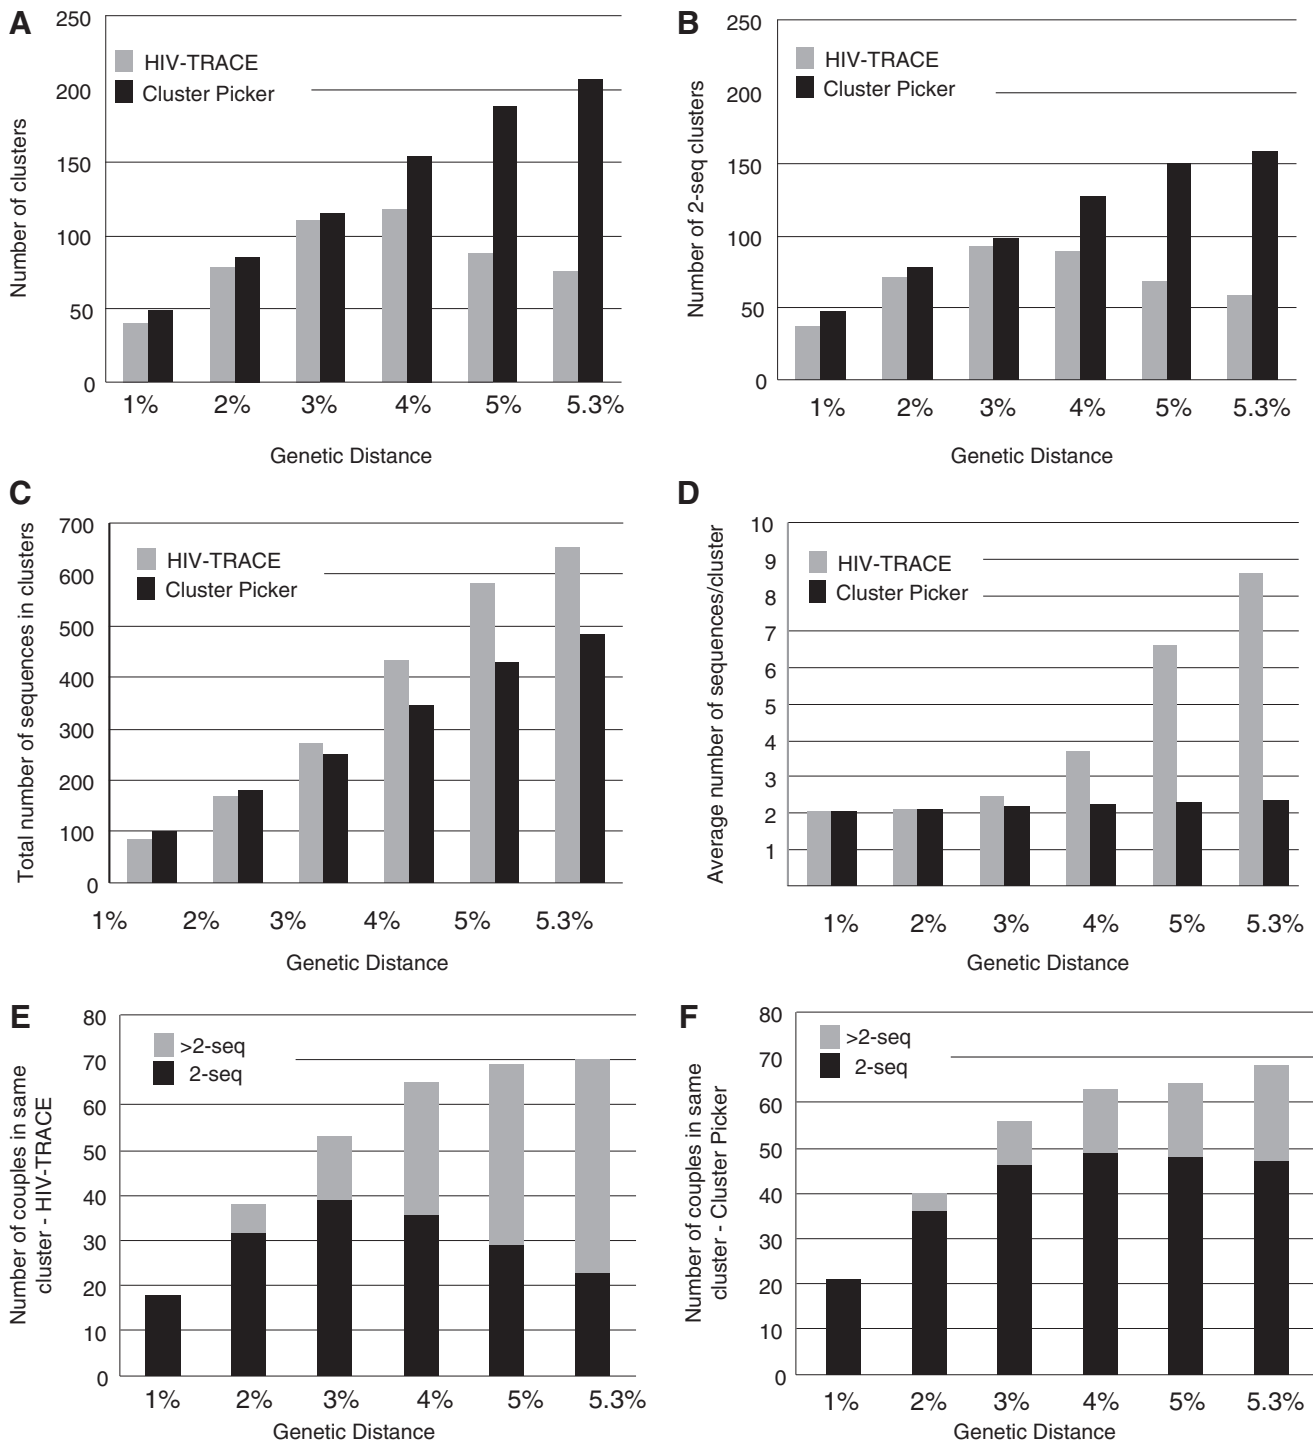 A
Number of clusters
250
200
150
100
50
0
HIV-TRACE
Cluster Picker
1% 2% 3% 4% 5% 5.3%
Genetic Distance
B
Number of 2-seq clusters
250
200
150
100
50
0
HIV-TRACE
Cluster Picker
1% 2% 3% 4% 5% 5.3%
Genetic Distance
C
Total number of sequences in clusters
700
600
500
400
300
200
100
0
HIV-TRACE
Cluster Picker
1% 2% 3% 4% 5% 5.3%
Genetic Distance
D
Average number of sequences/cluster
10
9
8
7
6
5
4
3
2
1
HIV-TRACE
Cluster Picker
1% 2% 3% 4% 5% 5.3%
Genetic Distance
E
Number of couples in same
cluster - HIV-TRACE
80
70
60
50
40
30
20
10
0
>2-seq
2-seq
1% 2% 3% 4% 5% 5.3%
Genetic Distance
F
Number of couples in same
cluster - Cluster Picker
80
70
60
50
40
30
20
10
0
>2-seq
2-seq
1% 2% 3% 4% 5% 5.3%
Genetic Distance